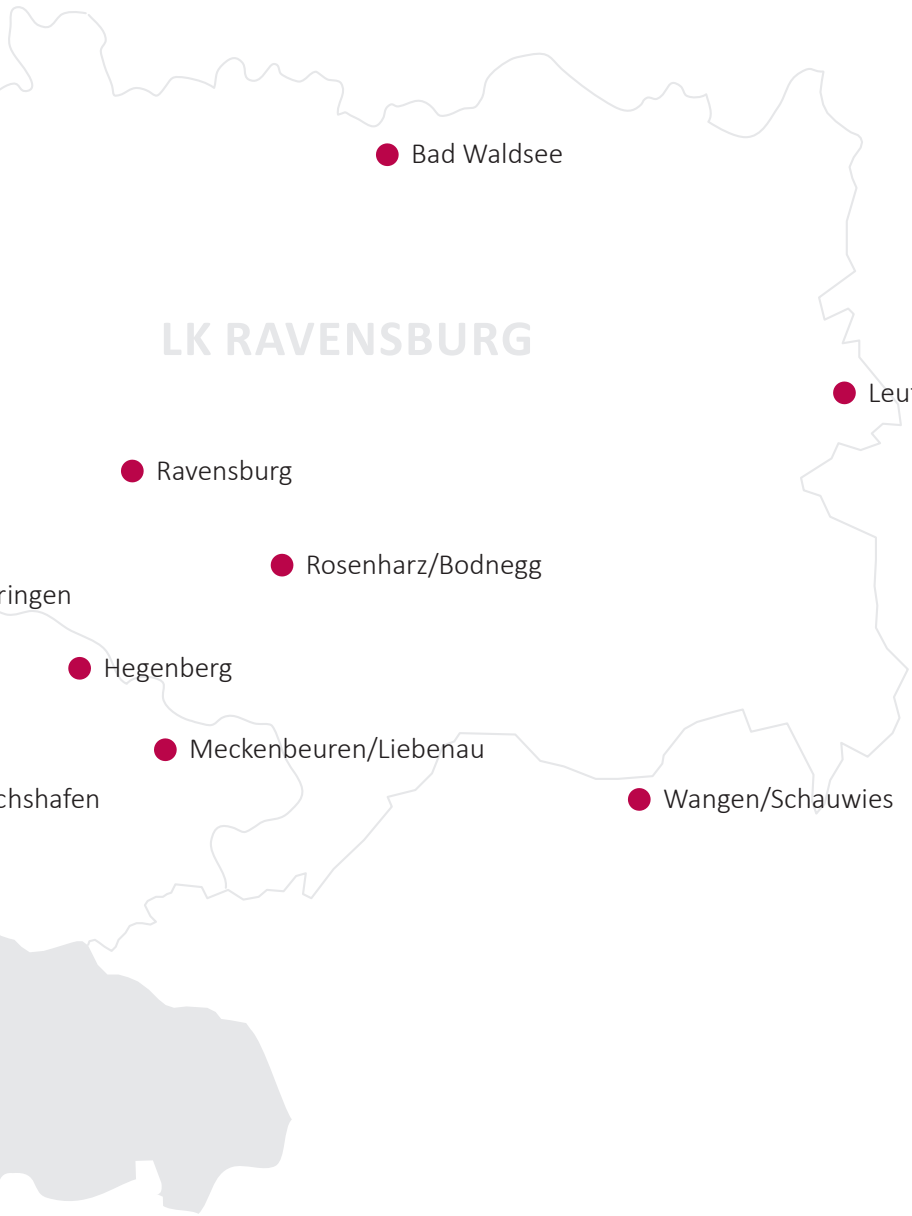 Bad Waldsee
LK RAVENSBURG
Ravensburg
Rosenharz/Bodnegg
ringen
Hegenberg
Meckenbeuren/Liebenau
chshafen
Wangen/Schauwies